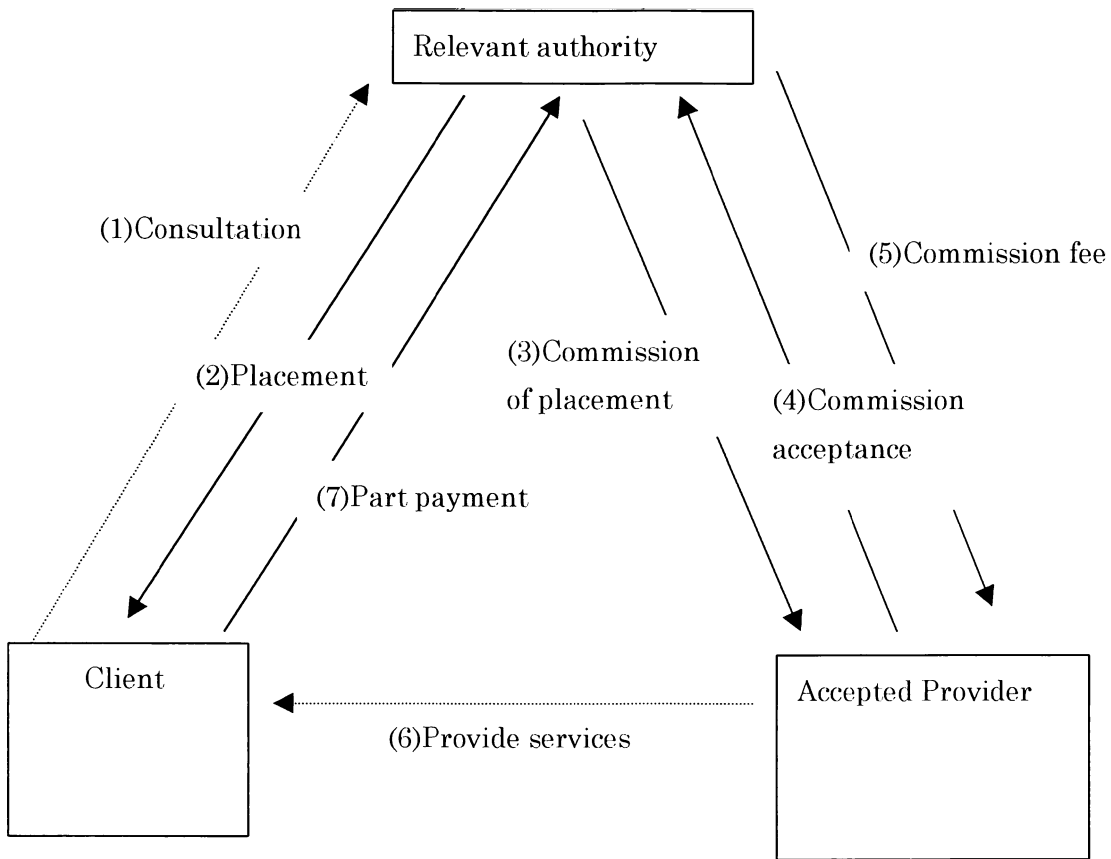 Relevant authority
(1)Consultation
(5)Commission fee
(3)Commission
of placement
(2)Placement
(4)Commission
acceptance
(7)Part payment
Client
Accepted Provider
(6)Provide services